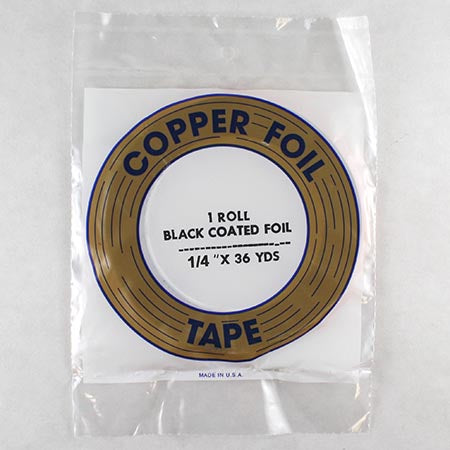 COPPER FOIL
1 ROLL
BLACK COATED FOIL
1/4 "X 36 YDS
TAPE
MADE IN U.S.A.